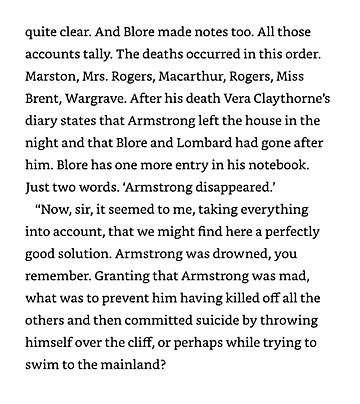 quite clear. And Blore made notes too. All those
accounts tally. The deaths occurred in this order.
Marston, Mrs. Rogers, Macarthur, Rogers, Miss
Brent, Wargrave. After his death Vera Claythorne’s
diary states that Armstrong left the house in the
night and that Blore and Lombard had gone after
him. Blore has one more entry in his notebook.
Just two words. ‘Armstrong disappeared.’
“Now, sir, it seemed to me, taking everything
into account, that we might find here a perfectly
good solution. Armstrong was drowned, you
remember. Granting that Armstrong was mad,
what was to prevent him having killed off all the
others and then committed suicide by throwing
himself over the cliff, or perhaps while trying to
swim to the mainland?